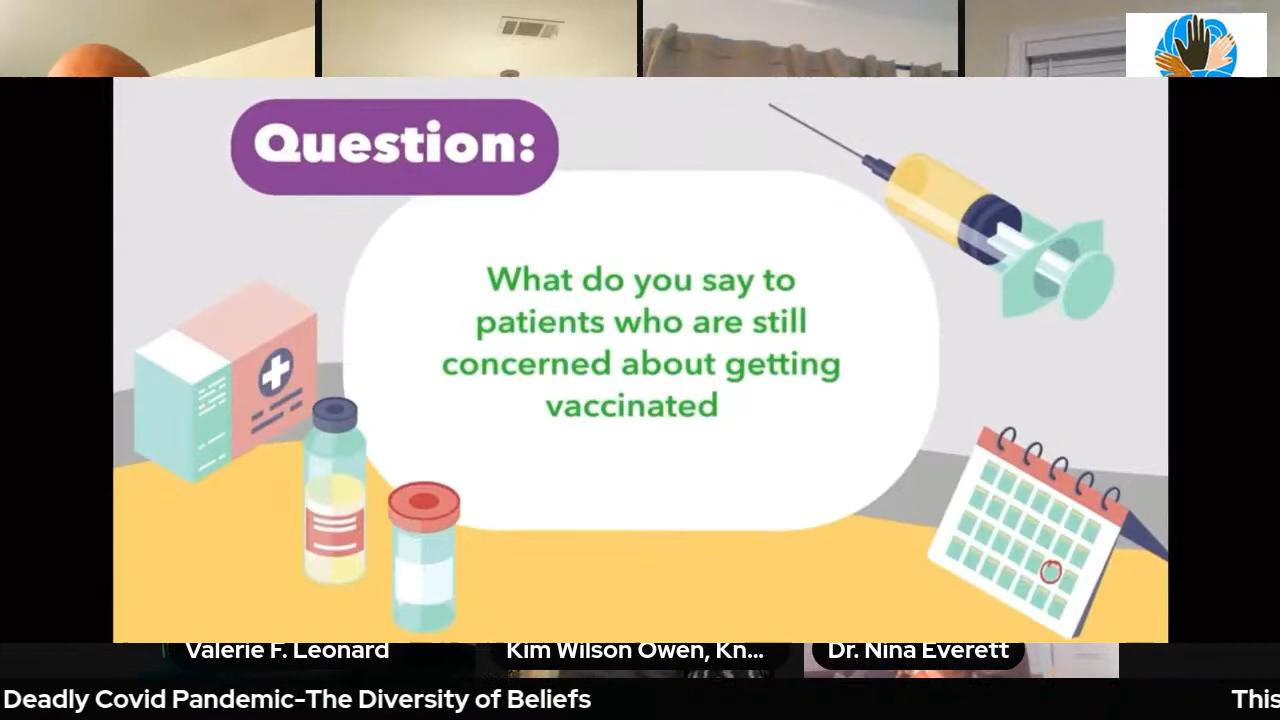 Question:
What do you say to
patients who are still
concerned about getting
vaccinated
Valerie F. Leonard
Kim Wilson Owen, Kn...
Dr. Nina Everett
Deadly Covid Pandemic-The Diversity of Beliefs
This